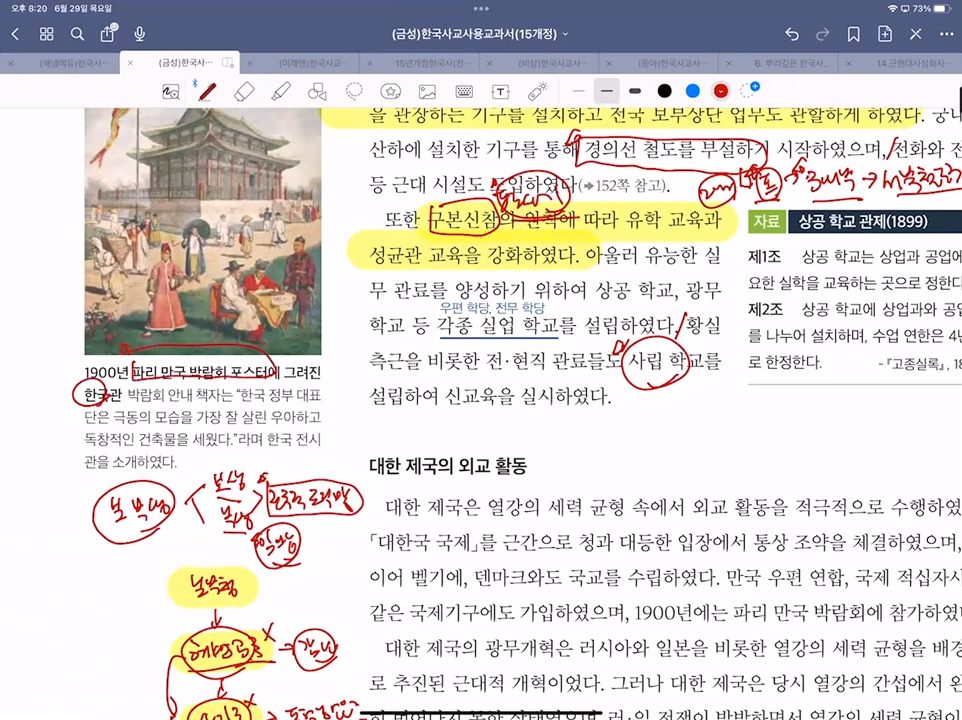 오후 8:20 6월 29일 목요일
73%
(금성)한국사교사용교과서(15개정)
(해냄에듀)한국사…
(금성)한국사…
(미래엔)한국사교…
15개정한국사(천…
(비상)한국사교사…
(동아)한국사교사…
6. 뿌리깊은 한국사…
14.근현대사심화자…
을 관장하는 기구를 설치하고 전국 보부상단 업무도 관할하게 하였다. 궁내
산하에 설치한 기구를 통해 경의선 철도를 부설하기 시작하였으며, 전화와 전
등 근대 시설도 도입하였다(➡152쪽 참고).
또한 구본신참의 원칙에 따라 유학 교육과
성균관 교육을 강화하였다. 아울러 유능한 실
무 관료를 양성하기 위하여 상공 학교, 광무
우편 학당, 전무 학당
학교 등 각종 실업 학교를 설립하였다. 황실
측근을 비롯한 전·현직 관료들도 사립 학교를
설립하여 신교육을 실시하였다.
자료 상공 학교 관제(1899)
제1조 상공 학교는 상업과 공업에
요한 실학을 교육하는 곳으로 정한다
제2조 상공 학교에 상업과와 공업
를 나누어 설치하며, 수업 연한은 4년
로 한정한다.
-『고종실록』, 18
1900년 파리 만국 박람회 포스터에 그려진
한국관 박람회 안내 책자는 “한국 정부 대표
단은 극동의 모습을 가장 잘 살린 우아하고
독창적인 건축물을 세웠다.”라며 한국 전시
관을 소개하였다.
보부상
보상
부상
보부청
혜상공국
대한 제국의 외교 활동
대한 제국은 열강의 세력 균형 속에서 외교 활동을 적극적으로 수행하였
「대한국 국제」를 근간으로 청과 대등한 입장에서 통상 조약을 체결하였으며,
이어 벨기에, 덴마크와도 국교를 수립하였다. 만국 우편 연합, 국제 적십자사
같은 국제기구에도 가입하였으며, 1900년에는 파리 만국 박람회에 참가하였다
대한 제국의 광무개혁은 러시아와 일본을 비롯한 열강의 세력 균형을 배경
로 추진된 근대적 개혁이었다. 그러나 대한 제국은 당시 열강의 간섭에서 완